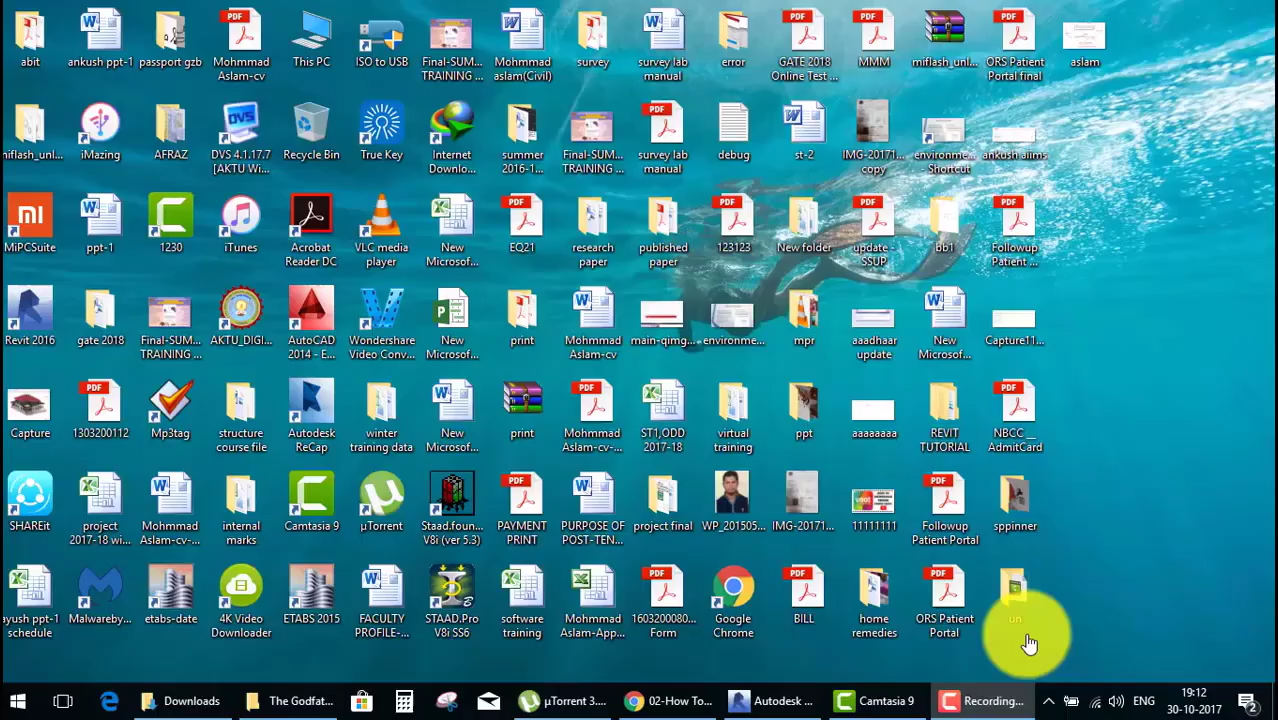 abit
ankush ppt-1
passport gzb
Mohmmad
Aslam-cv
This PC
ISO to USB
Final-SUM...
TRAINING ...
Mohmmad
aslam(Civil)
survey
survey lab
manual
error
GATE 2018
Online Test ...
MMM
miflash_unl...
ORS Patient
Portal final
aslam
miflash_unl...
iMazing
AFRAZ
DVS 4.1.17.7
[AKTU Wi...
Recycle Bin
True Key
Internet
Downlo...
summer
2016-1...
Final-SUM...
TRAINING ...
survey lab
manual
debug
st-2
IMG-20171...
copy
environme...
- Shortcut
ankush aiims
MiPCSuite
ppt-1
1230
iTunes
Acrobat
Reader DC
VLC media
player
New
Microsof...
EQ21
research
paper
published
paper
123123
New folder
update -
SSUP
bb1
Followup
Patient ...
Revit 2016
gate 2018
Final-SUM...
TRAINING ...
AKTU_DIGI...
AutoCAD
2014 - E...
Wondershare
Video Conv...
New
Microsof...
print
Mohmmad
Aslam-cv
main-qimg...
environme...
mpr
aaadhaar
update
New
Microsof...
Capture11...
Capture
1303200112
Mp3tag
structure
course file
Autodesk
ReCap
winter
training data
New
Microsof...
print
Mohmmad
Aslam-cv-...
ST1,ODD
2017-18
virtual
training
ppt
aaaaaaaa
REVIT
TUTORIAL
NBCC __
AdmitCard
SHAREit
project
2017-18 wi...
Mohmmad
Aslam-cv-...
internal
marks
Camtasia 9
µTorrent
Staad.foun...
V8i (ver 5.3)
PAYMENT
PRINT
PURPOSE OF
POST-TEN...
project final
WP_201505...
IMG-20171...
11111111
Followup
Patient Portal
sppinner
ayush ppt-1
schedule
Malwareby...
etabs-date
4K Video
Downloader
ETABS 2015
FACULTY
PROFILE-...
STAAD.Pro
V8i SS6
software
training
Mohmmad
Aslam-App...
1603200080...
Form
Google
Chrome
BILL
home
remedies
ORS Patient
Portal
un
Downloads
The Godfat...
µTorrent 3....
02-How To...
Autodesk ...
Camtasia 9
Recording...
ENG
19:12
30-10-2017
2